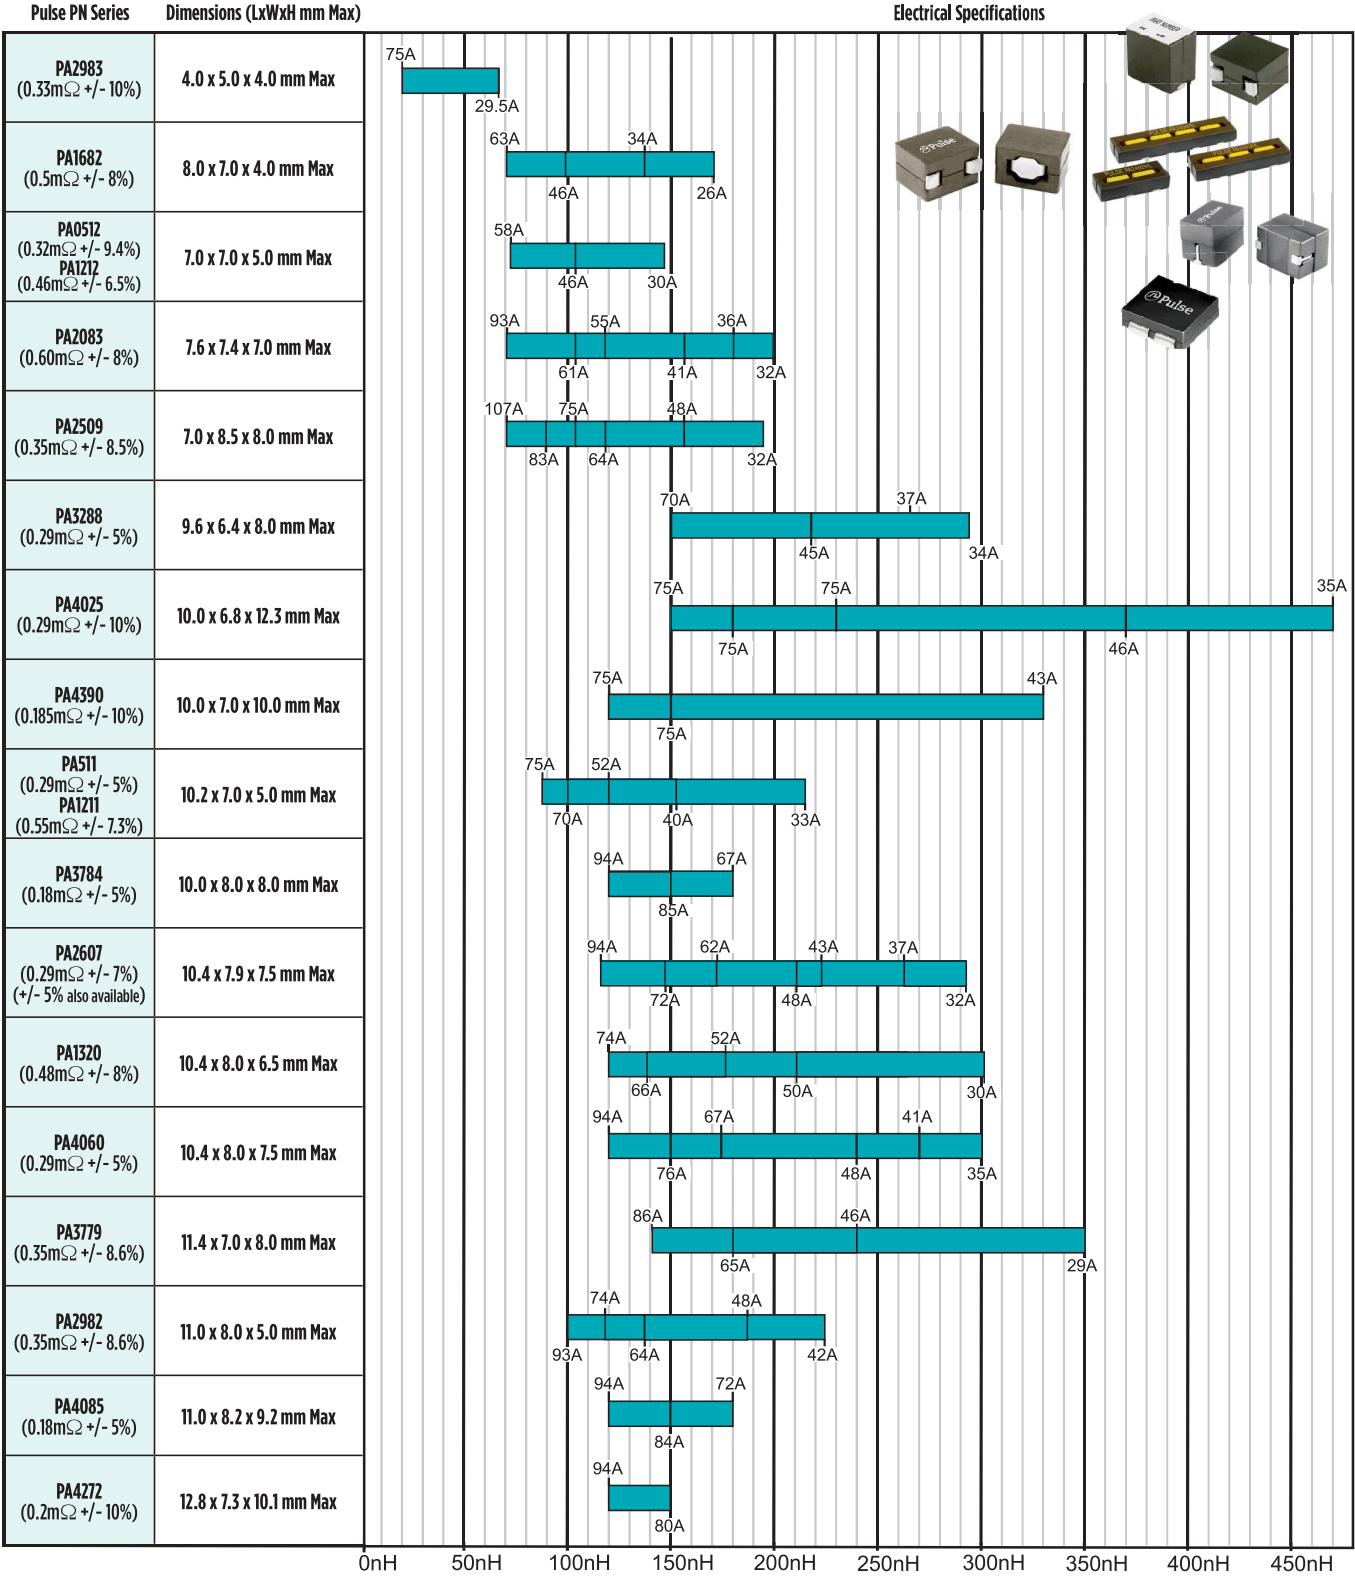 Pulse PN Series Dimensions (LxWxH mm Max) Electrical Specifications
PART NUMBER
75A
PA2983
(0.33mΩ +/- 10%)
4.0 x 5.0 x 4.0 mm Max
29.5A
Pulse
63A 34A
PA1682
(0.5mΩ +/- 8%)
8.0 x 7.0 x 4.0 mm Max
46A 26A
Pulse
58A
PA0512
(0.32mΩ +/- 9.4%)
PA1212
(0.46mΩ +/- 6.5%)
7.0 x 7.0 x 5.0 mm Max
46A 30A
Pulse
93A 55A 36A
PA2083
(0.60mΩ +/- 8%)
7.6 x 7.4 x 7.0 mm Max
61A 41A 32A
107A 75A 48A
PA2509
(0.35mΩ +/- 8.5%)
7.0 x 8.5 x 8.0 mm Max
83A 64A 32A
70A 37A
PA3288
(0.29mΩ +/- 5%)
9.6 x 6.4 x 8.0 mm Max
45A 34A
75A 75A 35A
PA4025
(0.29mΩ +/- 10%)
10.0 x 6.8 x 12.3 mm Max
75A 46A
75A 43A
PA4390
(0.185mΩ +/- 10%)
10.0 x 7.0 x 10.0 mm Max
75A
75A 52A
PA511
(0.29mΩ +/- 5%)
PA1211
(0.55mΩ +/- 7.3%)
10.2 x 7.0 x 5.0 mm Max
70A 40A 33A
94A 67A
PA3784
(0.18mΩ +/- 5%)
10.0 x 8.0 x 8.0 mm Max
85A
94A 62A 43A 37A
PA2607
(0.29mΩ +/- 7%)
(+/- 5% also available)
10.4 x 7.9 x 7.5 mm Max
72A 48A 32A
74A 52A
PA1320
(0.48mΩ +/- 8%)
10.4 x 8.0 x 6.5 mm Max
66A 50A 30A
94A 67A 41A
PA4060
(0.29mΩ +/- 5%)
10.4 x 8.0 x 7.5 mm Max
76A 48A 35A
86A 46A
PA3779
(0.35mΩ +/- 8.6%)
11.4 x 7.0 x 8.0 mm Max
65A 29A
74A 48A
PA2982
(0.35mΩ +/- 8.6%)
11.0 x 8.0 x 5.0 mm Max
93A 64A 42A
94A 72A
PA4085
(0.18mΩ +/- 5%)
11.0 x 8.2 x 9.2 mm Max
84A
94A
PA4272
(0.2mΩ +/- 10%)
12.8 x 7.3 x 10.1 mm Max
80A
0nH 50nH 100nH 150nH 200nH 250nH 300nH 350nH 400nH 450nH